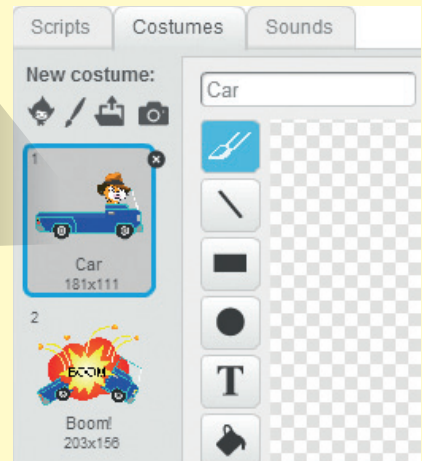 Scripts Costumes Sounds
New costume:
Car
1
Car
181x111
T
2
BOOM
Boom!
203x156